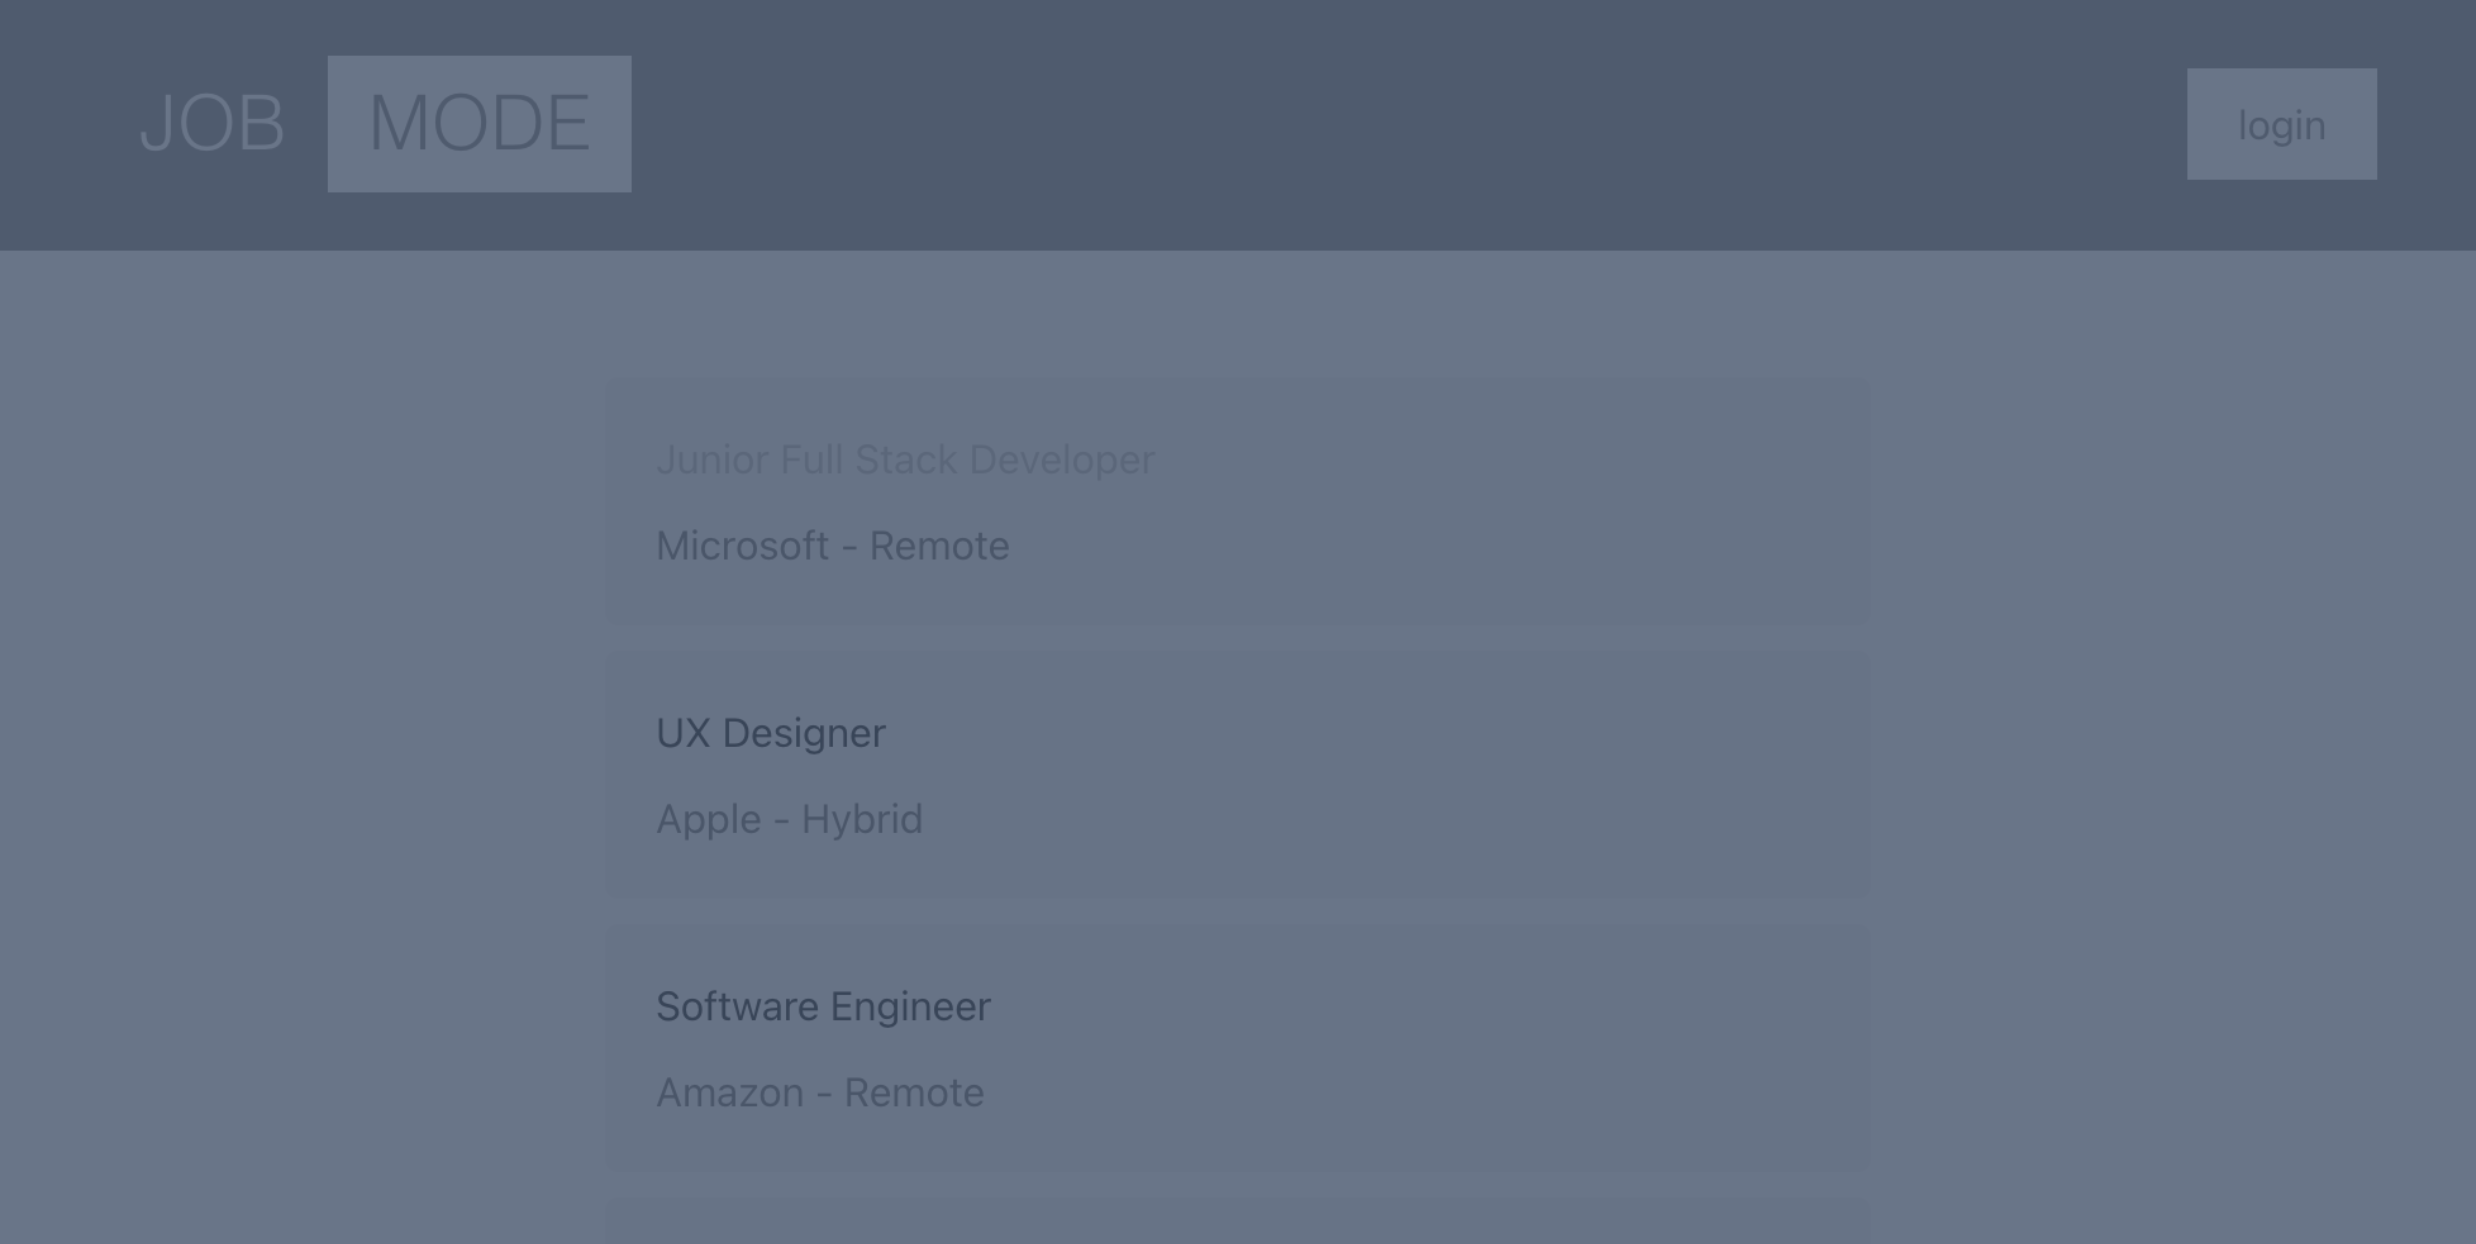 JOB MODE
login
Junior Full Stack Developer
Microsoft - Remote
UX Designer
Apple - Hybrid
Software Engineer
Amazon - Remote